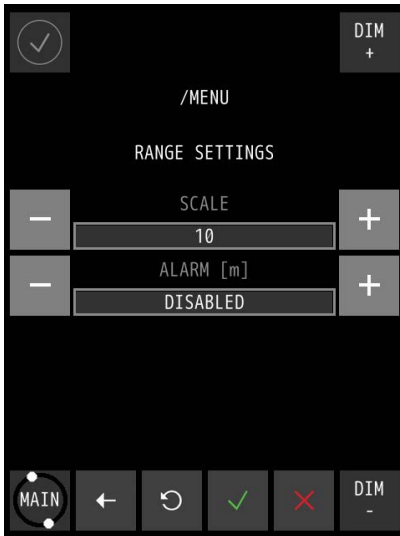 DIM
+
/MENU
RANGE SETTINGS
SCALE
− 10 +
ALARM [m]
− DISABLED +
MAIN
DIM
-